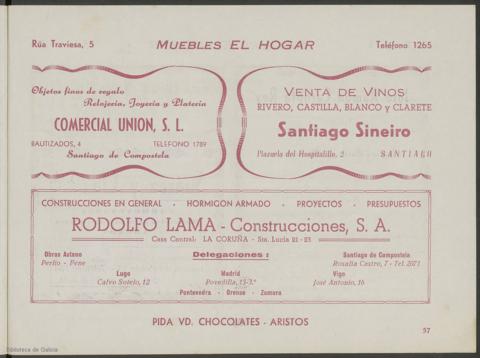 Rúa Traviesa, 5 MUEBLES EL HOGAR Teléfono 1265
Objetos finos de regalo
Relojería, Joyería y Platería
COMERCIAL UNION, S. L.
BAUTIZADOS, 4 TELEFONO 1789
Santiago de Compostela
VENTA DE VINOS
RIVERO, CASTILLA, BLANCO y CLARETE
Santiago Sineiro
Plazuela del Hospitalillo, 2 SANTIAGO
CONSTRUCCIONES EN GENERAL - HORMIGON ARMADO - PROYECTOS - PRESUPUESTOS
RODOLFO LAMA - Construcciones, S. A.
Casa Central: LA CORUÑA - Sta. Lucía 21 - 23
Delegaciones:
Obras Astano
Perlío - Fene
Santiago de Compostela
Rosalía Castro, 7 - Tel. 2071
Lugo
Calvo Sotelo, 12
Madrid
Povedilla, 13-3.º
Vigo
José Antonio, 16
Pontevedra - Orense - Zamora
PIDA VD. CHOCOLATES - ARISTOS
57
Biblioteca de Galicia